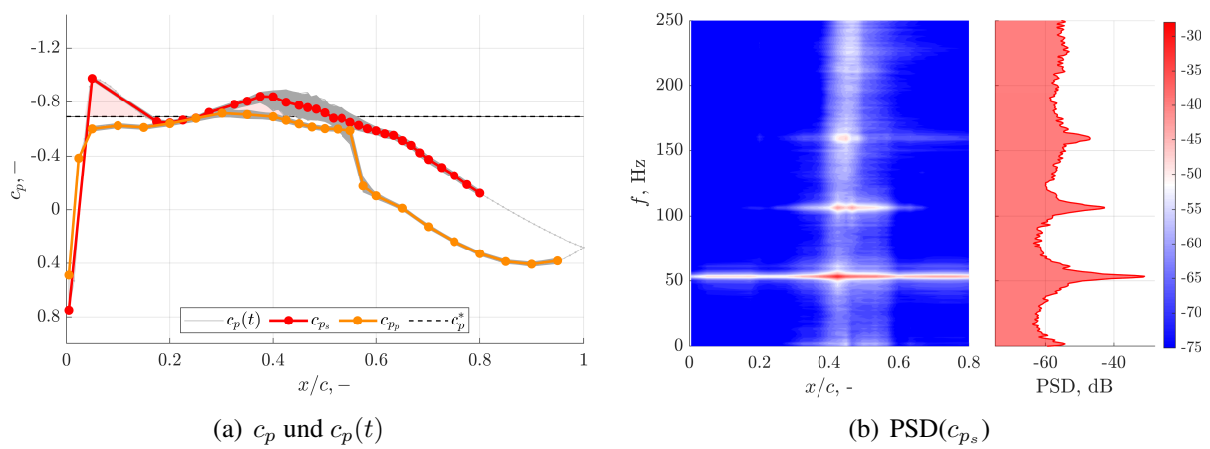 -1.2
-0.8
-0.4
0
0.4
0.8
c_p, –
c_p(t) c_{p_s} c_{p_p} c_p^*
0 0.2 0.4 0.6 0.8 1
x/c, –
(a) c_p und c_p(t)
250
200
150
100
50
0
f, Hz
0 0.2 0.4 0.6 0.8
x/c, -
-60 -40
PSD, dB
-30
-35
-40
-45
-50
-55
-60
-65
-70
-75
(b) PSD(c_{p_s})